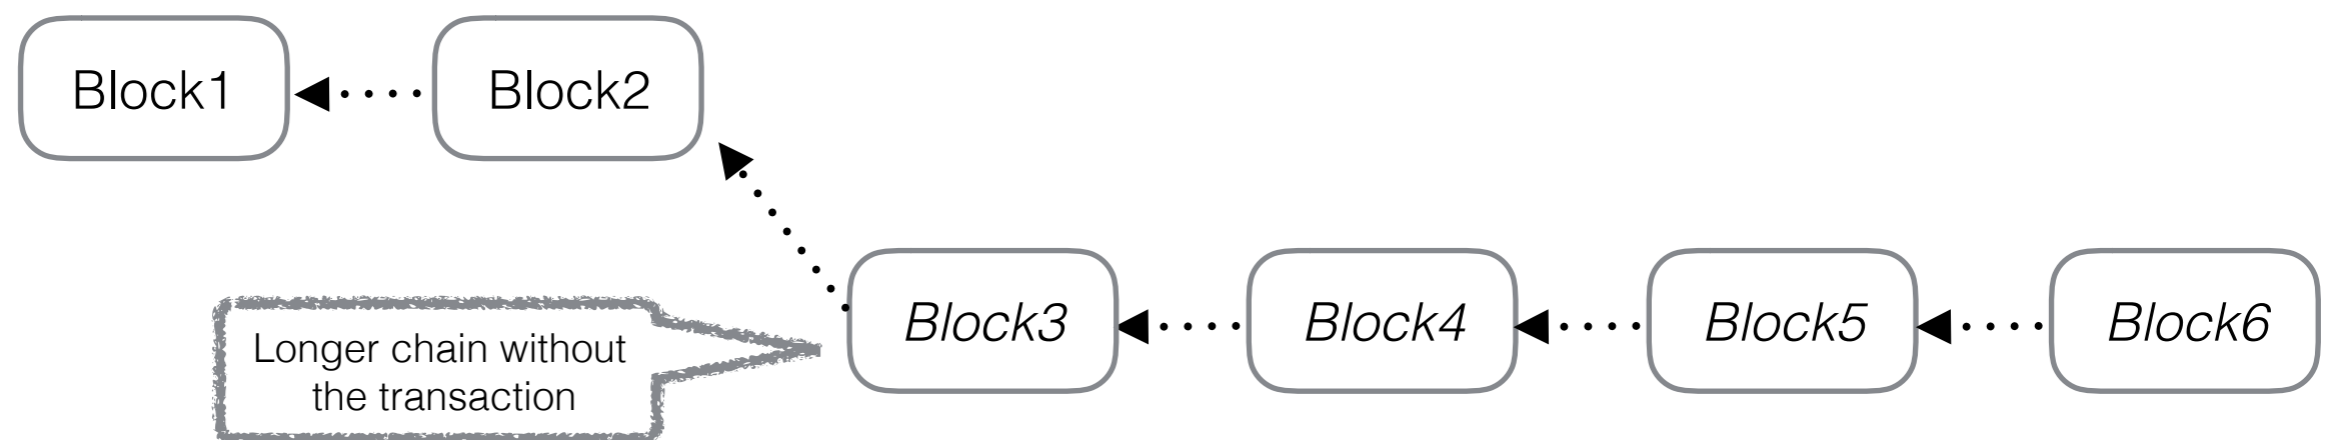 Block1
Block2
Block3
Block4
Block5
Block6
Longer chain without
the transaction